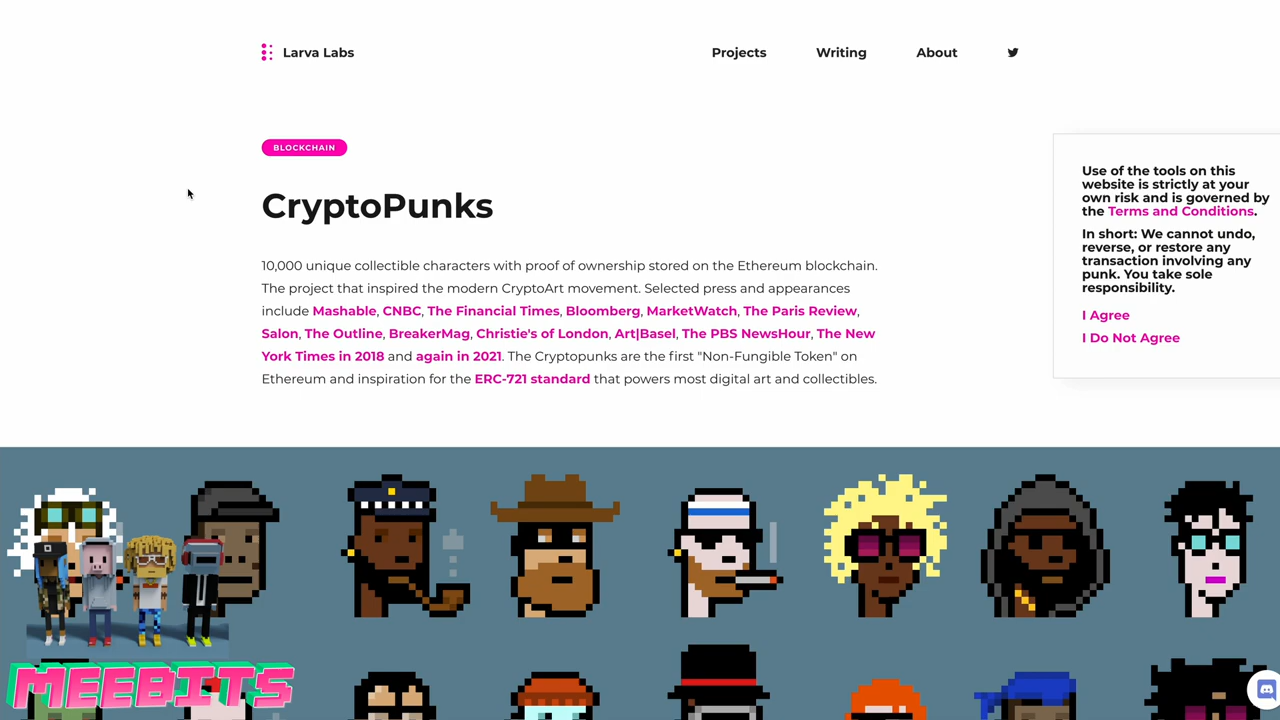 Larva Labs
Projects
Writing
About
BLOCKCHAIN
CryptoPunks
10,000 unique collectible characters with proof of ownership stored on the Ethereum blockchain.
The project that inspired the modern CryptoArt movement. Selected press and appearances
include Mashable, CNBC, The Financial Times, Bloomberg, MarketWatch, The Paris Review,
Salon, The Outline, BreakerMag, Christie's of London, Art|Basel, The PBS NewsHour, The New
York Times in 2018 and again in 2021. The Cryptopunks are the first "Non-Fungible Token" on
Ethereum and inspiration for the ERC-721 standard that powers most digital art and collectibles.
Use of the tools on this
website is strictly at your
own risk and is governed by
the Terms and Conditions.
In short: We cannot undo,
reverse, or restore any
transaction involving any
punk. You take sole
responsibility.
I Agree
I Do Not Agree
MEEBITS